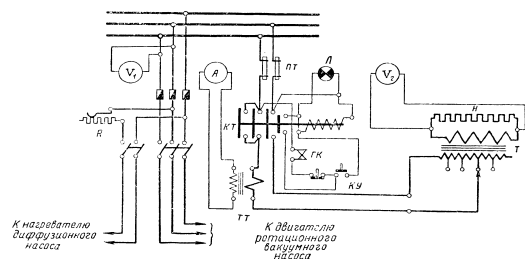 V₁
A
ПТ
Л
V₂
R
КТ
ГК
КУ
Н
Т
ТТ
К нагревателю
диффузионного
насоса
К двигателю
ротационного
вакуумного
насоса